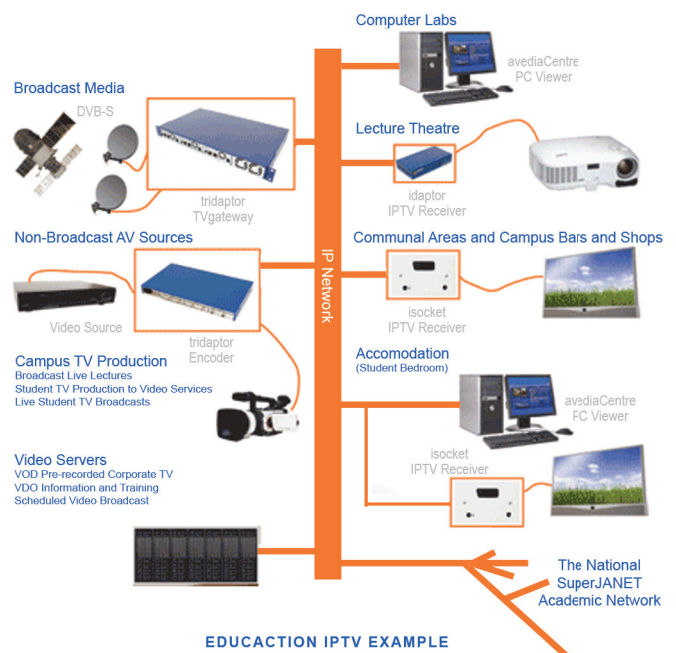 Computer Labs
avediaCentre
PC Viewer
Broadcast Media
DVB-S
tridaptor
TVgateway
Lecture Theatre
idaptor
IPTV Receiver
Non-Broadcast AV Sources
Video Source
tridaptor
Encoder
IP Network
Communal Areas and Campus Bars and Shops
isocket
IPTV Receiver
Campus TV Production
Broadcast Live Lectures
Student TV Production to Video Services
Live Student TV Broadcasts
Accomodation
(Student Bedroom)
avediaCentre
PC Viewer
isocket
IPTV Receiver
Video Servers
VOD Pre-recorded Corporate TV
VDO Information and Training
Scheduled Video Broadcast
The National
SuperJANET
Academic Network
EDUCACTION IPTV EXAMPLE